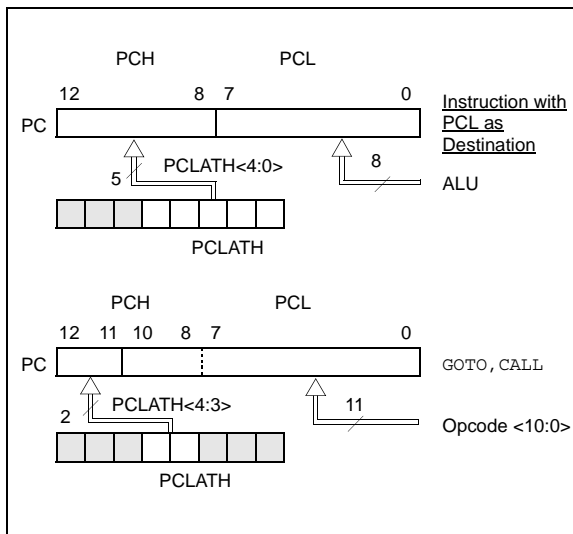 PCH PCL
12 8 7 0
Instruction with
PCL as
Destination
PC
5 PCLATH<4:0> 8
ALU
PCLATH
PCH PCL
12 11 10 8 7 0
PC GOTO, CALL
2 PCLATH<4:3> 11
Opcode <10:0>
PCLATH